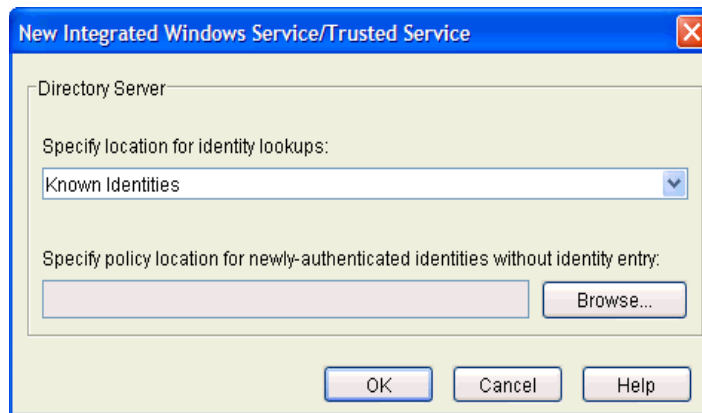 New Integrated Windows Service/Trusted Service
Directory Server
Specify location for identity lookups:
Known Identities
Specify policy location for newly-authenticated identities without identity entry:
Browse...
OK
Cancel
Help